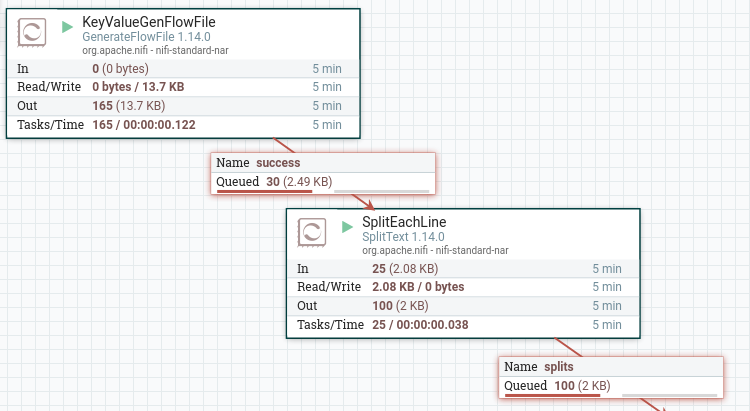 KeyValueGenFlowFile
GenerateFlowFile 1.14.0
org.apache.nifi - nifi-standard-nar
In 0 (0 bytes) 5 min
Read/Write 0 bytes / 13.7 KB 5 min
Out 165 (13.7 KB) 5 min
Tasks/Time 165 / 00:00:00.122 5 min
Name success
Queued 30 (2.49 KB)
SplitEachLine
SplitText 1.14.0
org.apache.nifi - nifi-standard-nar
In 25 (2.08 KB) 5 min
Read/Write 2.08 KB / 0 bytes 5 min
Out 100 (2 KB) 5 min
Tasks/Time 25 / 00:00:00.038 5 min
Name splits
Queued 100 (2 KB)